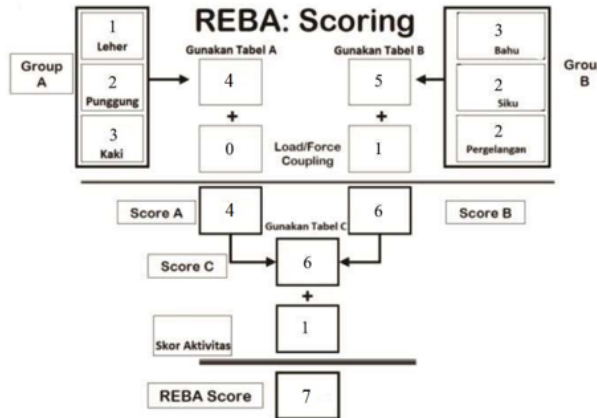 REBA: Scoring
1
Leher
Group
A
2
Punggung
3
Kaki
Gunakan Tabel A
4
+
0
Gunakan Tabel B
5
+
1
Load/Force
Coupling
3
Bahu
Grou
B
2
Siku
2
Pergelangan
Score A
4
6
Score B
Gunakan Tabel C
Score C
6
+
Skor Aktivitas
1
REBA Score
7